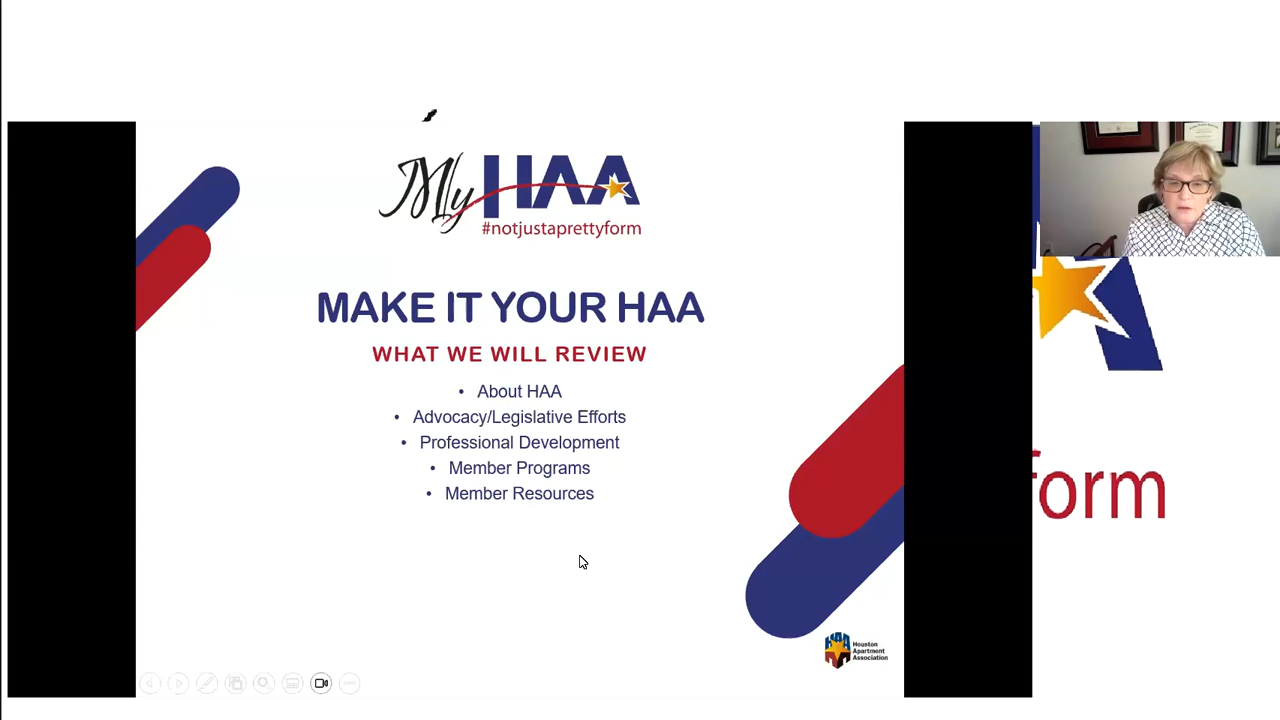 My HAA
#notjustaprettyform
MAKE IT YOUR HAA
WHAT WE WILL REVIEW
• About HAA
• Advocacy/Legislative Efforts
• Professional Development
• Member Programs
• Member Resources
HAA
Houston
Apartment
Association
form